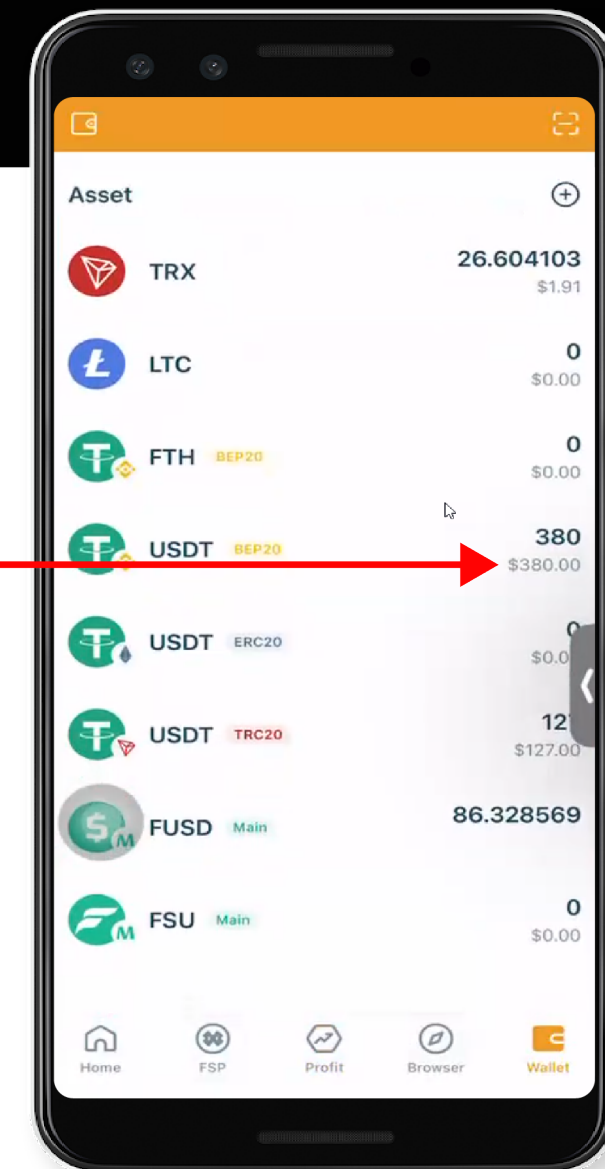 Asset
TRX 26.604103
$1.91
LTC 0
$0.00
FTH BEP20 0
$0.00
USDT BEP20 380
$380.00
USDT ERC20 0
USDT TRC20
$127.00
FUSD Main 86.328569
FSU Main 0
$0.00
Home FSP Profit Browser Wallet